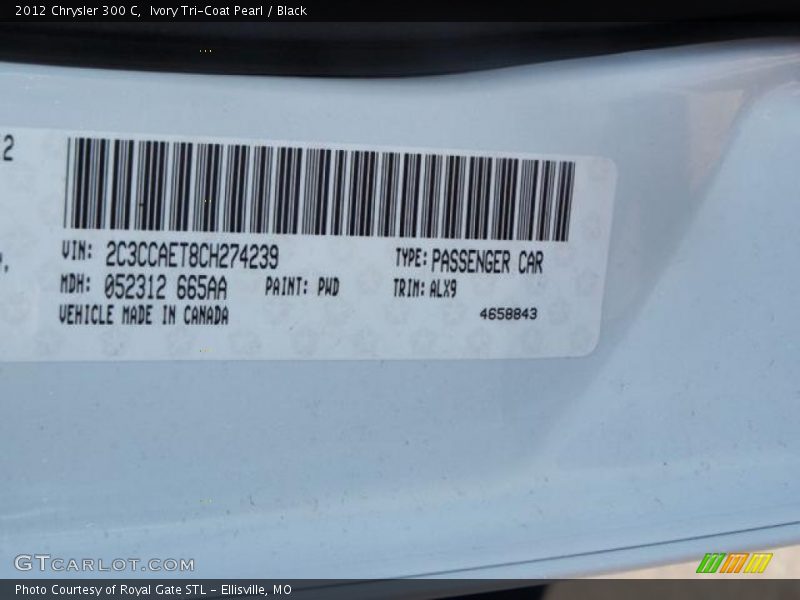 2012 Chrysler 300 C, Ivory Tri-Coat Pearl / Black
2
VIN: 2C3CCAET8CH274239 TYPE: PASSENGER CAR
MDH: 052312 665AA PAINT: PWD TRIM: ALX9
VEHICLE MADE IN CANADA 4658843
GTCARLOT.COM
Photo Courtesy of Royal Gate STL - Ellisville, MO